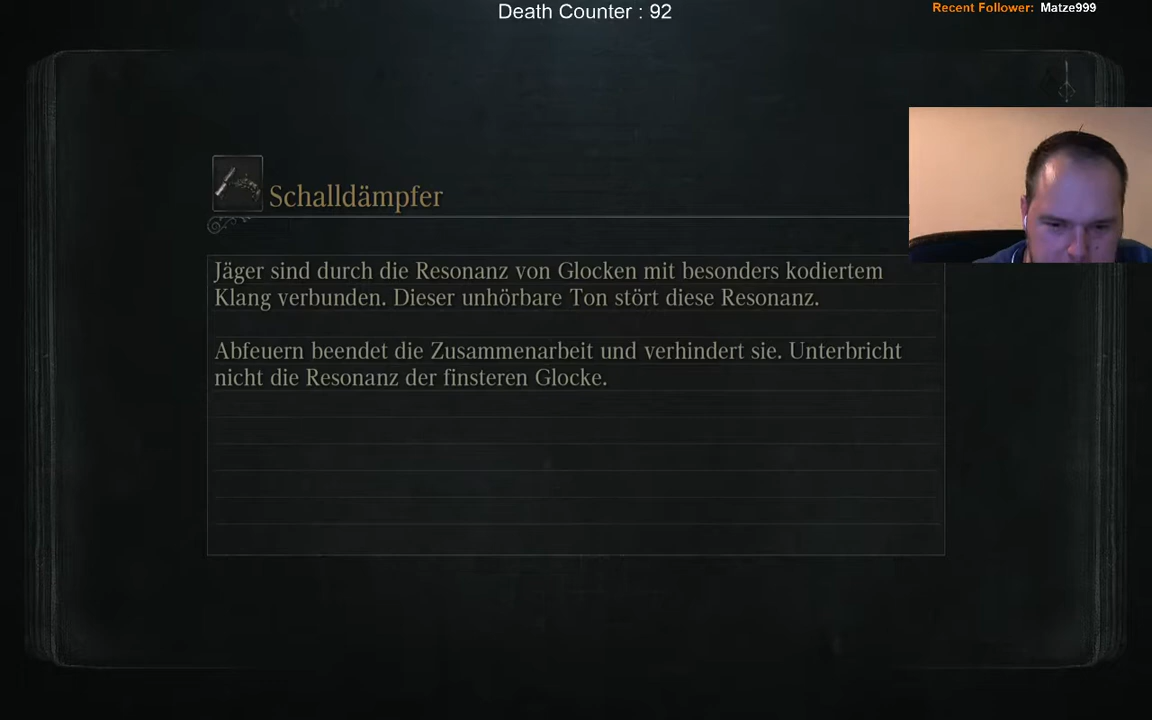 Death Counter : 92
Recent Follower: Matze999
Schalldämpfer
Jäger sind durch die Resonanz von Glocken mit besonders kodiertem
Klang verbunden. Dieser unhörbare Ton stört diese Resonanz.
Abfeuern beendet die Zusammenarbeit und verhindert sie. Unterbricht
nicht die Resonanz der finsteren Glocke.